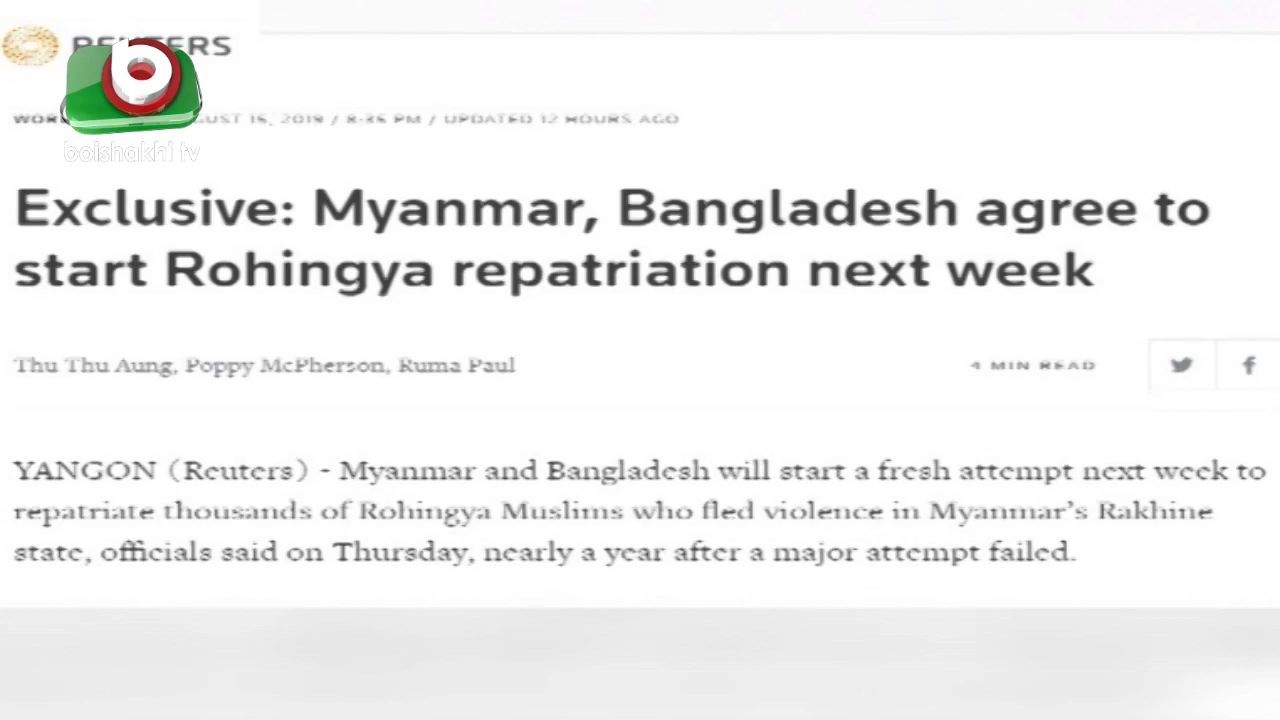 REUTERS
boishakhi tv
GUST 15, 2019 / 8:35 PM / UPDATED 12 HOURS AGO
Exclusive: Myanmar, Bangladesh agree to
start Rohingya repatriation next week
Thu Thu Aung, Poppy McPherson, Ruma Paul
4 MIN READ
YANGON (Reuters) - Myanmar and Bangladesh will start a fresh attempt next week to
repatriate thousands of Rohingya Muslims who fled violence in Myanmar's Rakhine
state, officials said on Thursday, nearly a year after a major attempt failed.